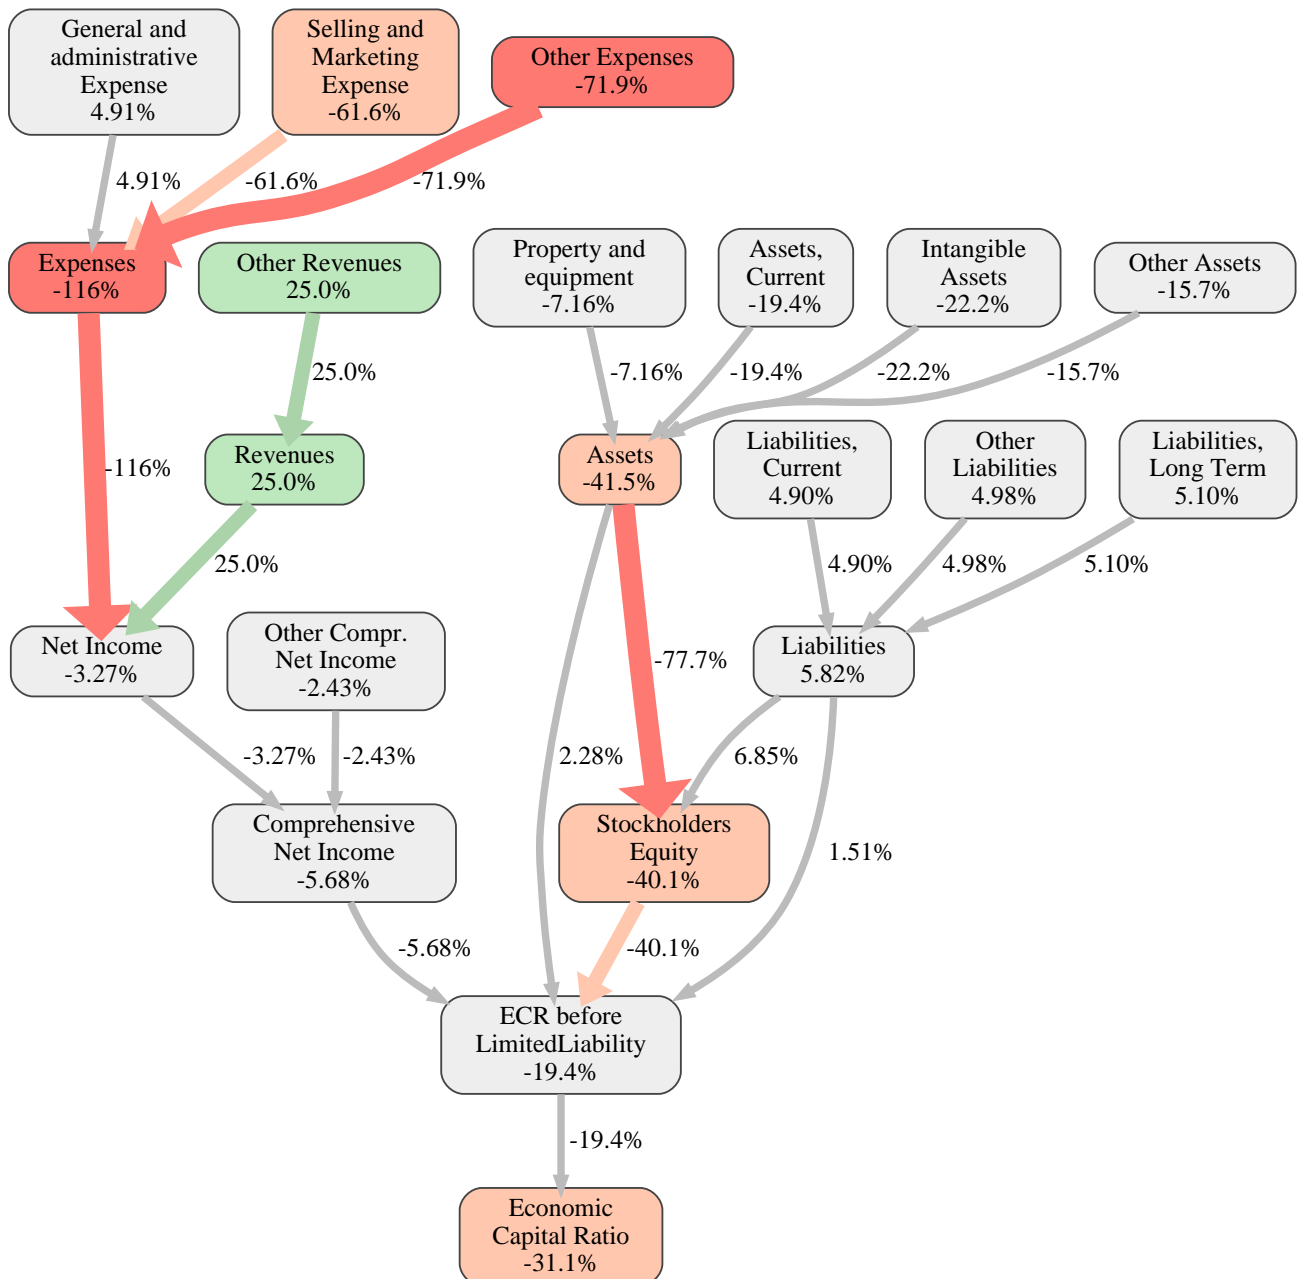 General and
administrative
Expense
4.91%
Selling and
Marketing
Expense
-61.6%
Other Expenses
-71.9%
4.91%
-61.6%
-71.9%
Expenses
-116%
Other Revenues
25.0%
Property and
equipment
-7.16%
Assets,
Current
-19.4%
Intangible
Assets
-22.2%
Other Assets
-15.7%
25.0%
-7.16%
-19.4%
-22.2%
-15.7%
-116%
Revenues
25.0%
Assets
-41.5%
Liabilities,
Current
4.90%
Other
Liabilities
4.98%
Liabilities,
Long Term
5.10%
25.0%
4.90%
4.98%
5.10%
Net Income
-3.27%
Other Compr.
Net Income
-2.43%
-77.7%
Liabilities
5.82%
-3.27%
-2.43%
2.28%
6.85%
Comprehensive
Net Income
-5.68%
Stockholders
Equity
-40.1%
1.51%
-5.68%
-40.1%
ECR before
LimitedLiability
-19.4%
-19.4%
Economic
Capital Ratio
-31.1%